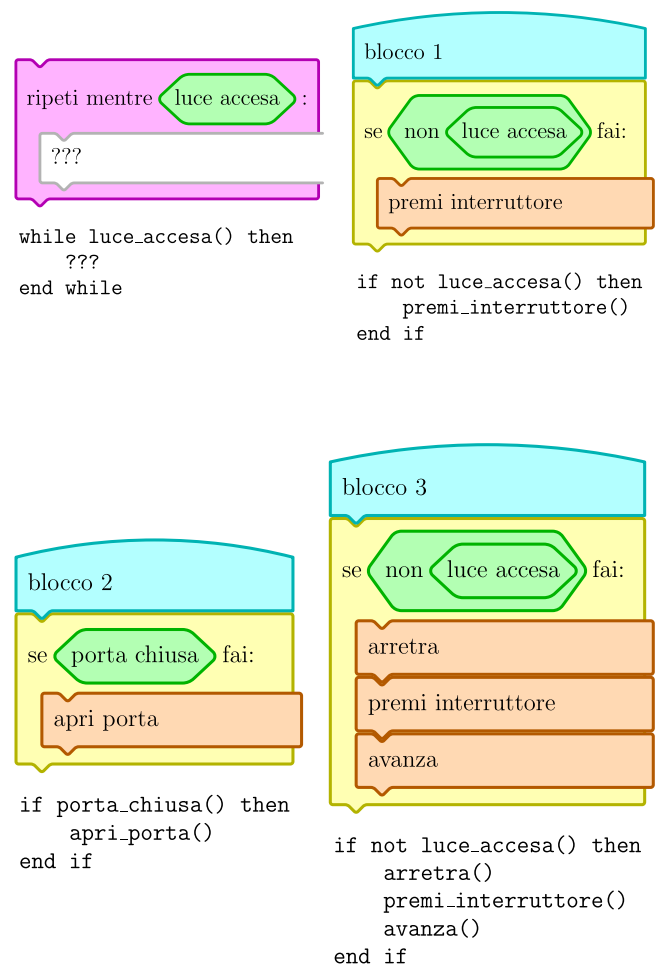 ripeti mentre luce accesa :
???
while luce_accesa() then
    ???
end while
blocco 1
se non luce accesa fai:
premi interruttore
if not luce_accesa() then
    premi_interruttore()
end if
blocco 2
se porta chiusa fai:
apri porta
if porta_chiusa() then
    apri_porta()
end if
blocco 3
se non luce accesa fai:
arretra
premi interruttore
avanza
if not luce_accesa() then
    arretra()
    premi_interruttore()
    avanza()
end if